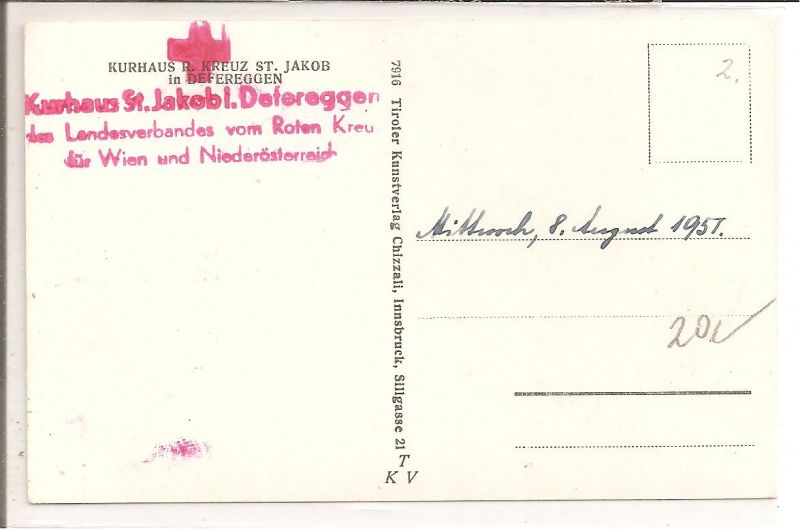 KURHAUS R. KREUZ ST. JAKOB
in DEFEREGGEN
Kurhaus St. Jakob i. Defereggen
des Landesverbandes vom Roten Kreu
für Wien und Niederösterreich
7916 Tiroler Kunstverlag Chizzali, Innsbruck, Sillgasse 21
T
K V
2.
Mittwoch, 8. August 1951.